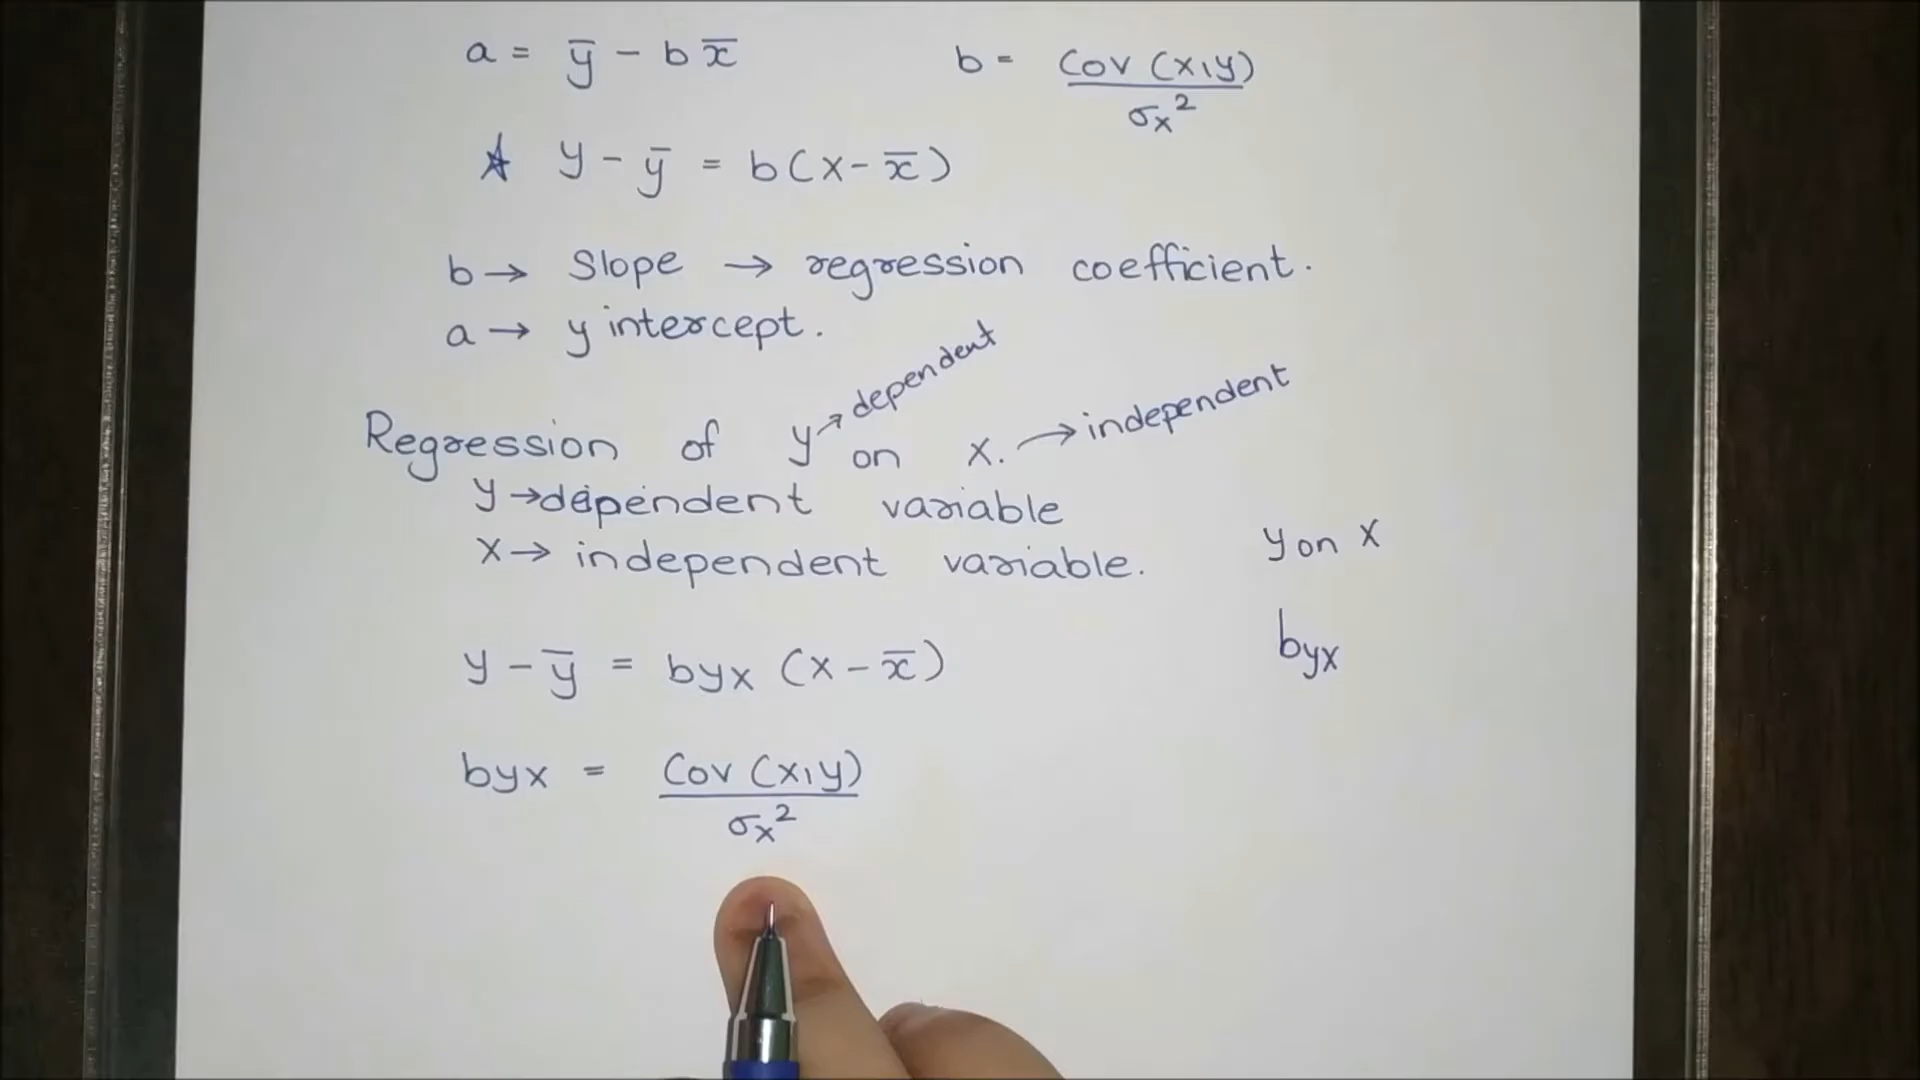 a = y̅ - b x̅
b = Cov (x,y) / σx²
☆ y - y̅ = b(x - x̅)
b → Slope → regression coefficient.
a → y intercept.
Regression of y → dependent on x. → independent
y → dependent variable
x → independent variable.
y on x
byx
y - y̅ = byx (x - x̅)
byx = Cov (x,y) / σx²